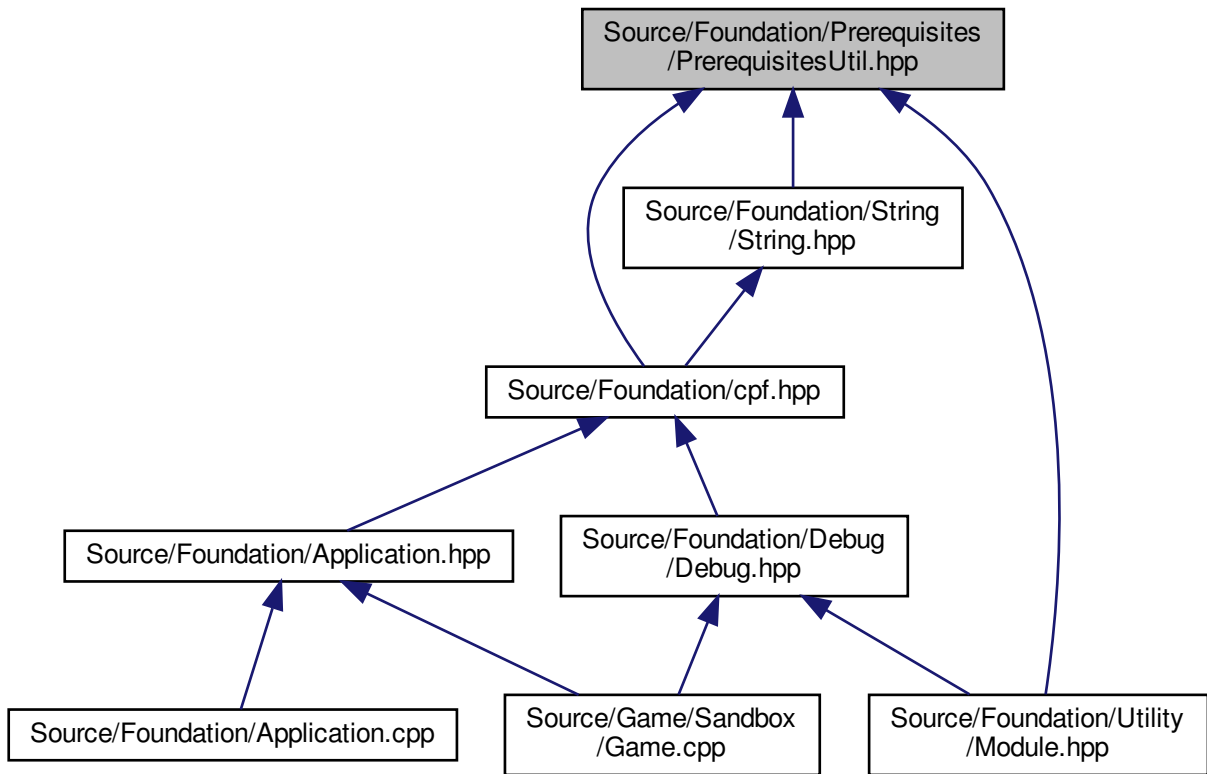 Source/Foundation/Prerequisites
/PrerequisitesUtil.hpp
Source/Foundation/String
/String.hpp
Source/Foundation/cpf.hpp
Source/Foundation/Application.hpp
Source/Foundation/Debug
/Debug.hpp
Source/Foundation/Application.cpp
Source/Game/Sandbox
/Game.cpp
Source/Foundation/Utility
/Module.hpp